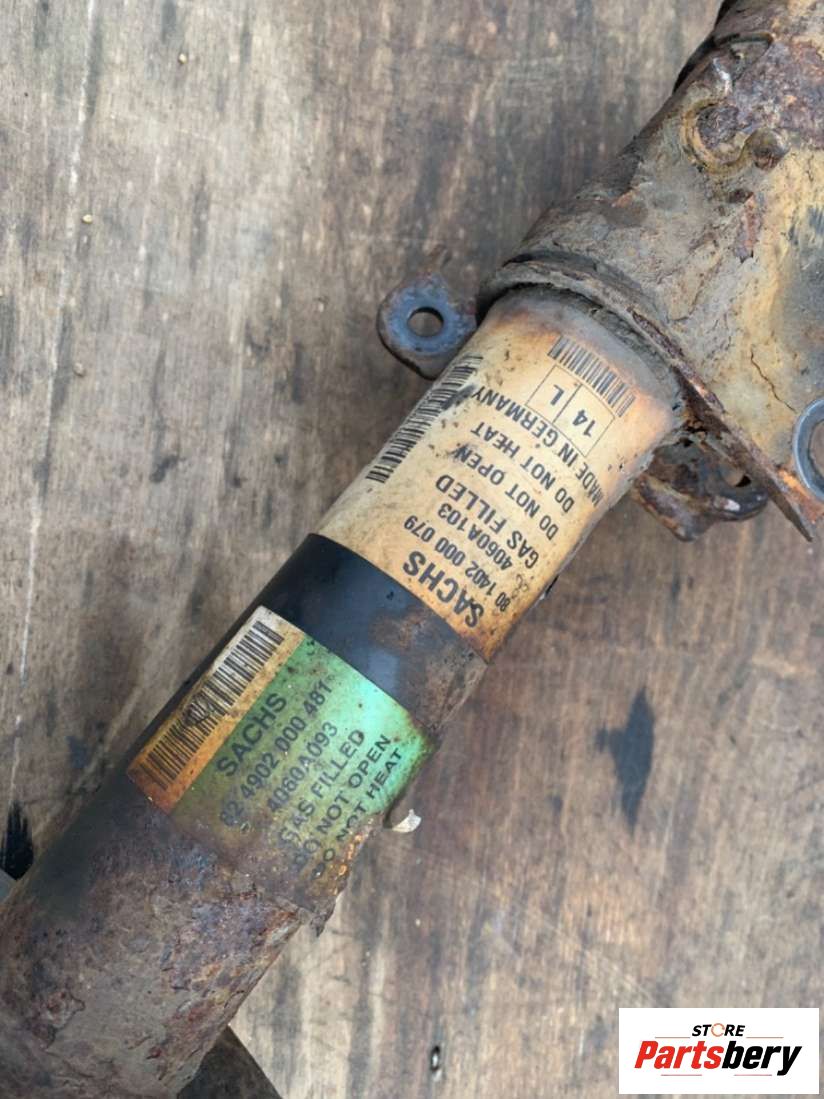 SACHS
80 1402 000 079
4060A103
GAS FILLED
DO NOT OPEN
DO NOT HEAT
MADE IN GERMANY
14 L
SACHS
82 4902 000 481
4060A093
GAS FILLED
DO NOT OPEN
DO NOT HEAT
STORE
Partsbery